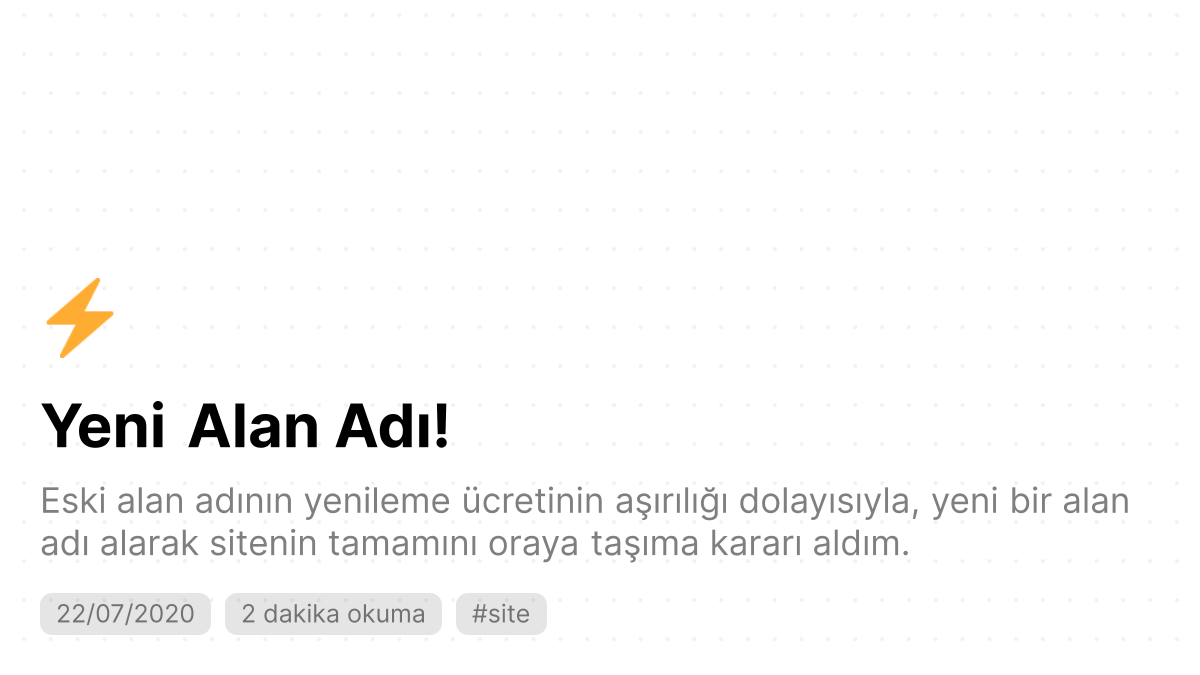 Yeni Alan Adı!
Eski alan adının yenileme ücretinin aşırılığı dolayısıyla, yeni bir alan
adı alarak sitenin tamamını oraya taşıma kararı aldım.
22/07/2020 2 dakika okuma #site